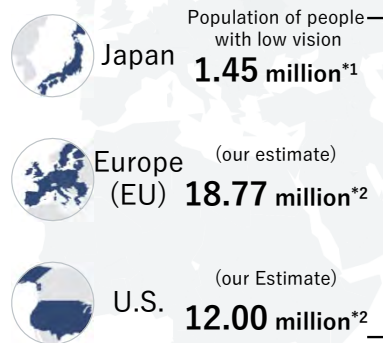 Population of people
with low vision
Japan
1.45 million*1
(our estimate)
Europe
(EU)
18.77 million*2
(our Estimate)
U.S.
12.00 million*2